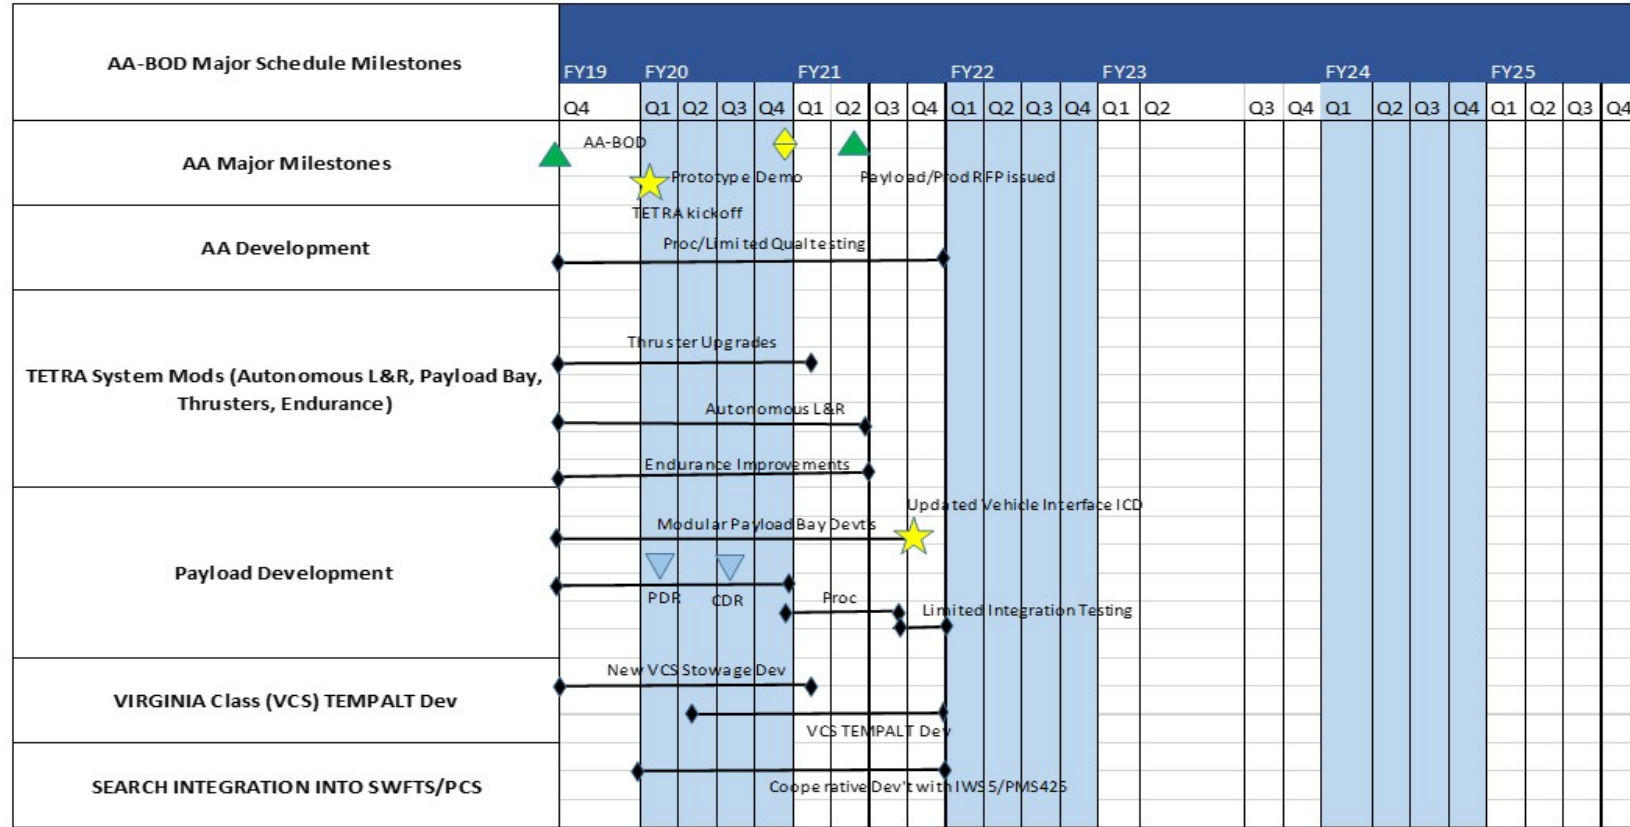 AA-BOD Major Schedule Milestones
FY19 FY20 FY21 FY22 FY23 FY24 FY25
Q4 Q1 Q2 Q3 Q4 Q1 Q2 Q3 Q4 Q1 Q2 Q3 Q4 Q1 Q2 Q3 Q4 Q1 Q2 Q3 Q4 Q1 Q2 Q3 Q4
AA Major Milestones
AA-BOD
Prototype Demo
Payload/Prod RFP issued
TETRA kickoff
AA Development
Proc/Limited Qual testing
TETRA System Mods (Autonomous L&R, Payload Bay,
Thrusters, Endurance)
Thruster Upgrades
Autonomous L&R
Endurance Improvements
Payload Development
Updated Vehicle Interface ICD
Modular Payload Bay Devt's
PDR
CDR
Proc
Limited Integration Testing
VIRGINIA Class (VCS) TEMPALT Dev
New VCS Stowage Dev
VCS TEMPALT Dev
SEARCH INTEGRATION INTO SWFTS/PCS
Cooperative Dev't with IWS5/PMS425